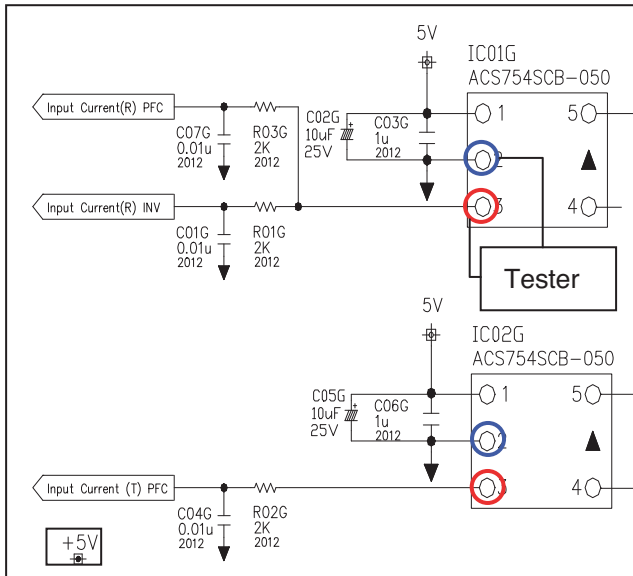 5V
IC01G
ACS754SCB-050
Input Current(R) PFC
C07G
0.01u
2012
R03G
2K
2012
C02G
10uF
25V
C03G
1u
2012
1
2
3
5
4
Input Current(R) INV
C01G
0.01u
2012
R01G
2K
2012
Tester
5V
IC02G
ACS754SCB-050
C05G
10uF
25V
C06G
1u
2012
1
2
3
5
4
Input Current (T) PFC
C04G
0.01u
2012
R02G
2K
2012
+5V